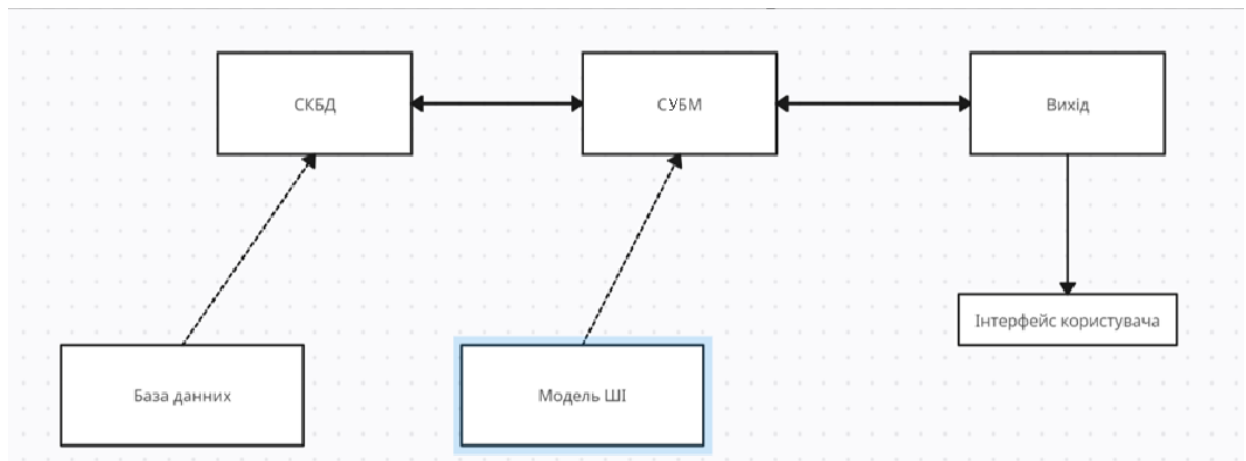 СКБД
СУБМ
Вихід
Інтерфейс користувача
База данних
Модель ШІ